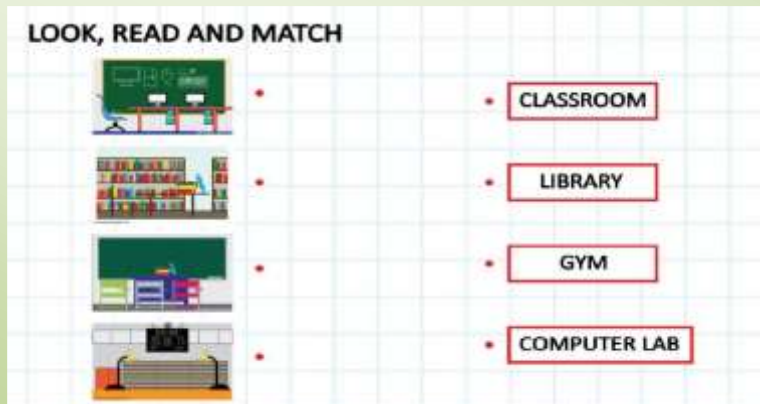 LOOK, READ AND MATCH
CLASSROOM
LIBRARY
GYM
COMPUTER LAB